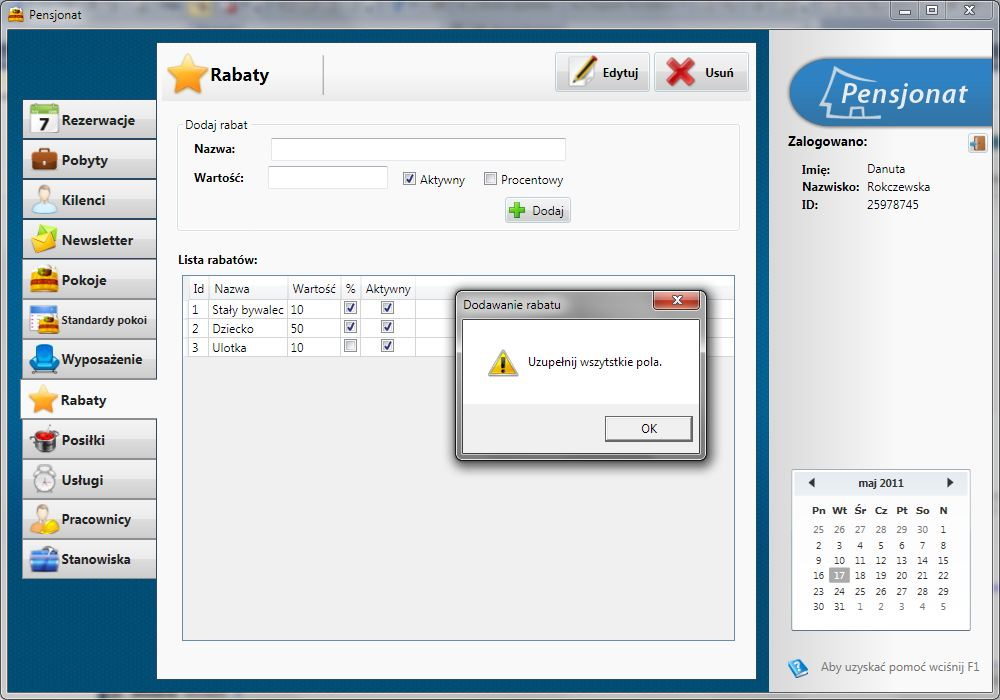 Pensjonat
Rabaty
Edytuj
Usuń
Pensjonat
7 Rezerwacje
Pobyty
Kilenci
Newsletter
Pokoje
Standardy pokoi
Wyposażenie
Rabaty
Posiłki
Usługi
Pracownicy
Stanowiska
Dodaj rabat
Nazwa:
Wartość:
Aktywny
Procentowy
Dodaj
Lista rabatów:
Id Nazwa Wartość % Aktywny
1 Stały bywalec 10
2 Dziecko 50
3 Ulotka 10
Dodawanie rabatu
Uzupełnij wszytstkie pola.
OK
Zalogowano:
Imię: Danuta
Nazwisko: Rokczewska
ID: 25978745
maj 2011
Pn Wt Śr Cz Pt So N
25 26 27 28 29 30 1
2 3 4 5 6 7 8
9 10 11 12 13 14 15
16 17 18 19 20 21 22
23 24 25 26 27 28 29
30 31 1 2 3 4 5
Aby uzyskać pomoć wciśnij F1